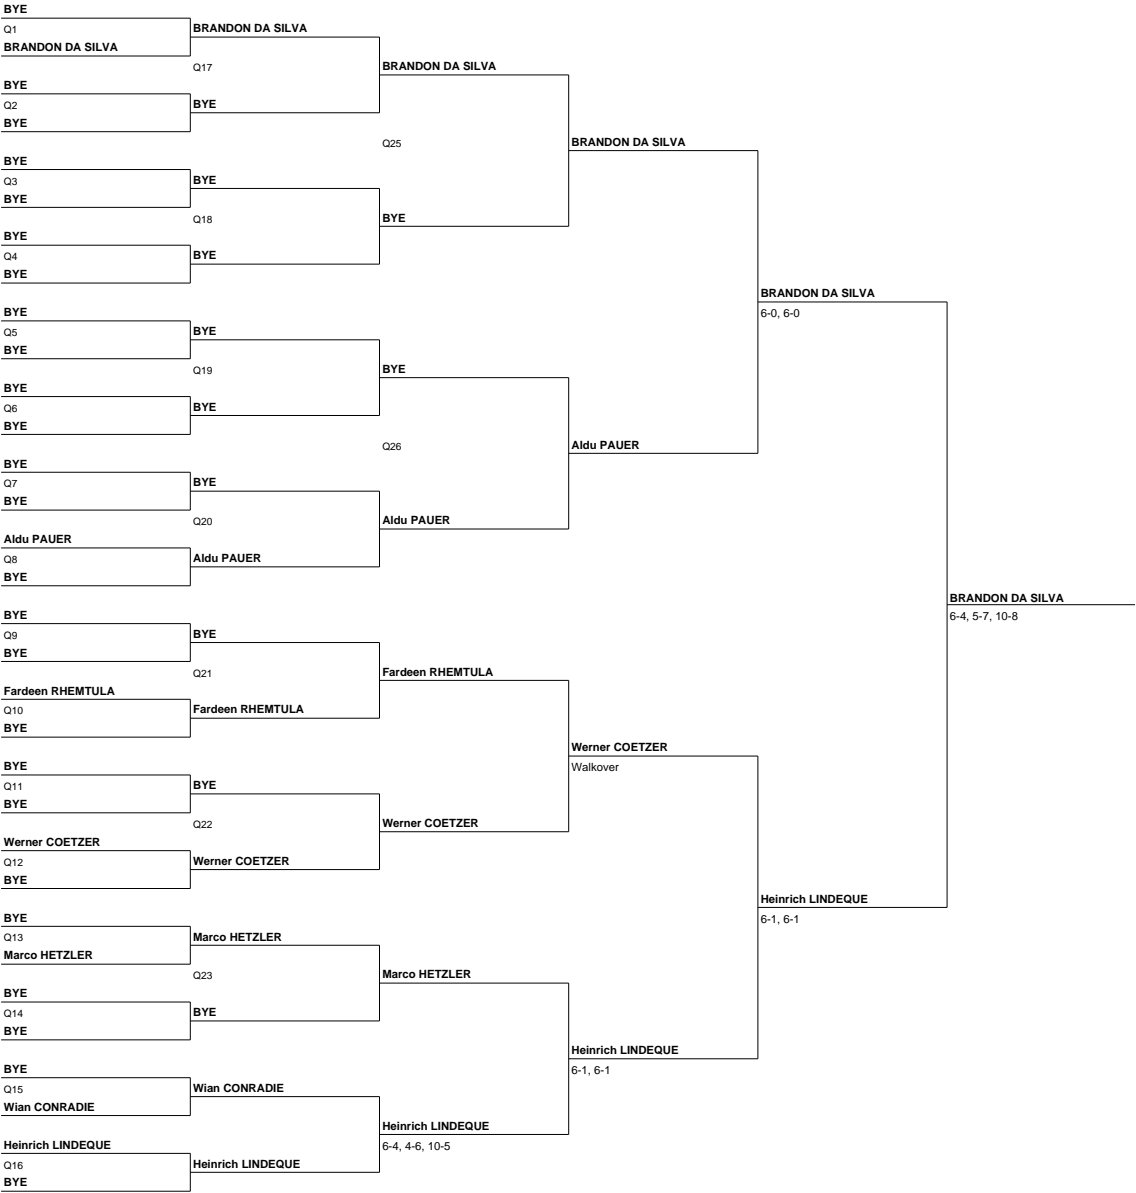 BYE
Q1
BRANDON DA SILVA
BRANDON DA SILVA
Q17
BRANDON DA SILVA
BYE
Q2
BYE
BYE
Q25
BRANDON DA SILVA
BYE
Q3
BYE
BYE
Q18
BYE
BYE
Q4
BYE
BYE
BRANDON DA SILVA
6-0, 6-0
BYE
Q5
BYE
BYE
Q19
BYE
BYE
Q6
BYE
BYE
Q26
Aldu PAUER
BYE
Q7
BYE
BYE
Q20
Aldu PAUER
Aldu PAUER
Q8
BYE
Aldu PAUER
BRANDON DA SILVA
6-4, 5-7, 10-8
BYE
Q9
BYE
BYE
Q21
Fardeen RHEMTULA
Fardeen RHEMTULA
Q10
BYE
Fardeen RHEMTULA
Werner COETZER
Walkover
BYE
Q11
BYE
BYE
Q22
Werner COETZER
Werner COETZER
Q12
BYE
Werner COETZER
Heinrich LINDEQUE
6-1, 6-1
BYE
Q13
Marco HETZLER
Marco HETZLER
Q23
Marco HETZLER
BYE
Q14
BYE
BYE
Heinrich LINDEQUE
6-1, 6-1
BYE
Q15
Wian CONRADIE
Wian CONRADIE
Heinrich LINDEQUE
6-4, 4-6, 10-5
Heinrich LINDEQUE
Q16
BYE
Heinrich LINDEQUE